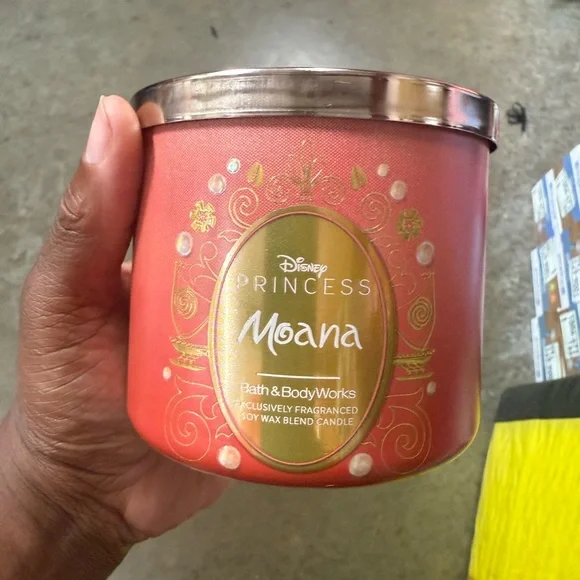 Disney
PRINCESS
Moana
Bath & BodyWorks
EXCLUSIVELY FRAGRANCED
SOY WAX BLEND CANDLE